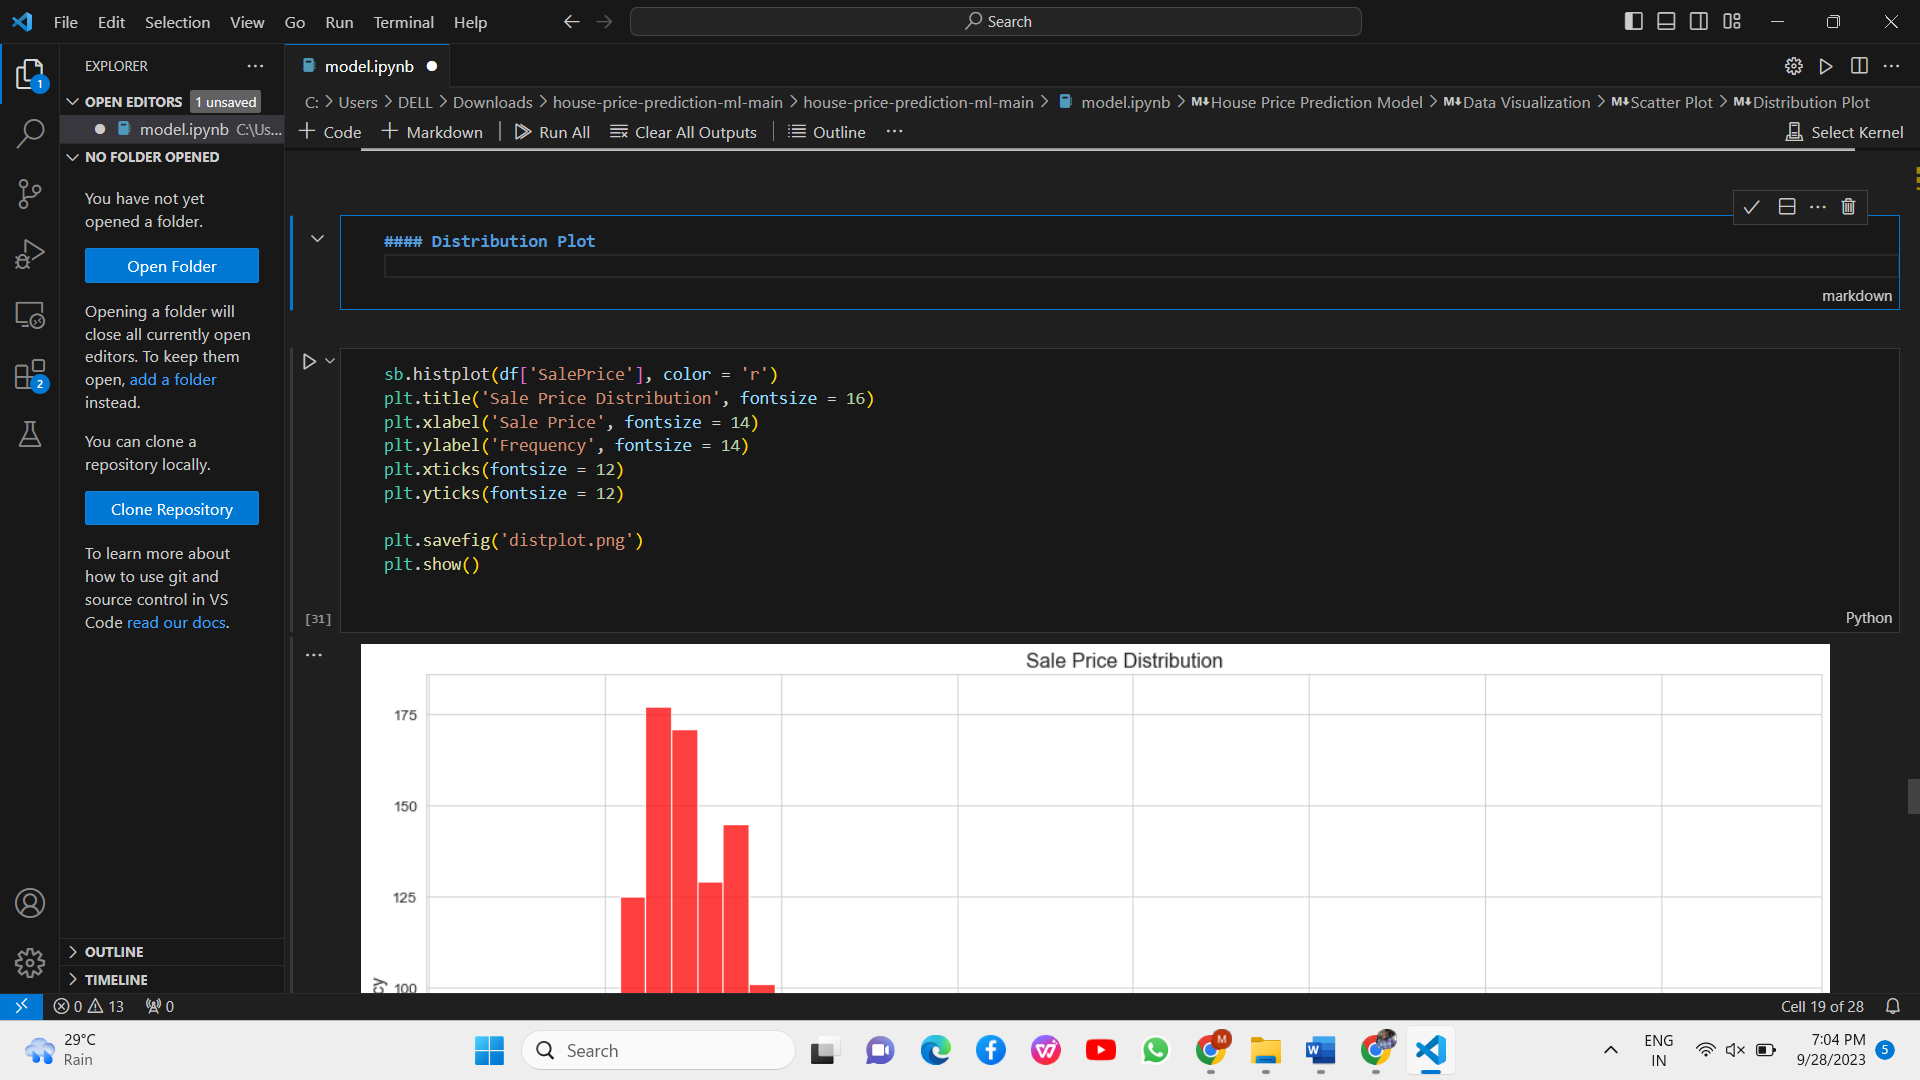 File Edit Selection View Go Run Terminal Help
Search
EXPLORER
1
OPEN EDITORS 1 unsaved
model.ipynb C:\Us...
NO FOLDER OPENED
You have not yet
opened a folder.
Open Folder
Opening a folder will
close all currently open
editors. To keep them
open, add a folder
instead.
You can clone a
repository locally.
Clone Repository
To learn more about
how to use git and
source control in VS
Code read our docs.
2
OUTLINE
TIMELINE
model.ipynb
C: > Users > DELL > Downloads > house-price-prediction-ml-main > house-price-prediction-ml-main > model.ipynb > M↓House Price Prediction Model > M↓Data Visualization > M↓Scatter Plot > M↓Distribution Plot
+ Code + Markdown | Run All Clear All Outputs | Outline ...
Select Kernel
#### Distribution Plot
markdown
sb.histplot(df['SalePrice'], color = 'r')
plt.title('Sale Price Distribution', fontsize = 16)
plt.xlabel('Sale Price', fontsize = 14)
plt.ylabel('Frequency', fontsize = 14)
plt.xticks(fontsize = 12)
plt.yticks(fontsize = 12)
plt.savefig('distplot.png')
plt.show()
[31]
Python
Sale Price Distribution
175
150
125
100
cy
0 13 0
Cell 19 of 28
29°C
Rain
Search
M
W
ENG
IN
7:04 PM
9/28/2023
5